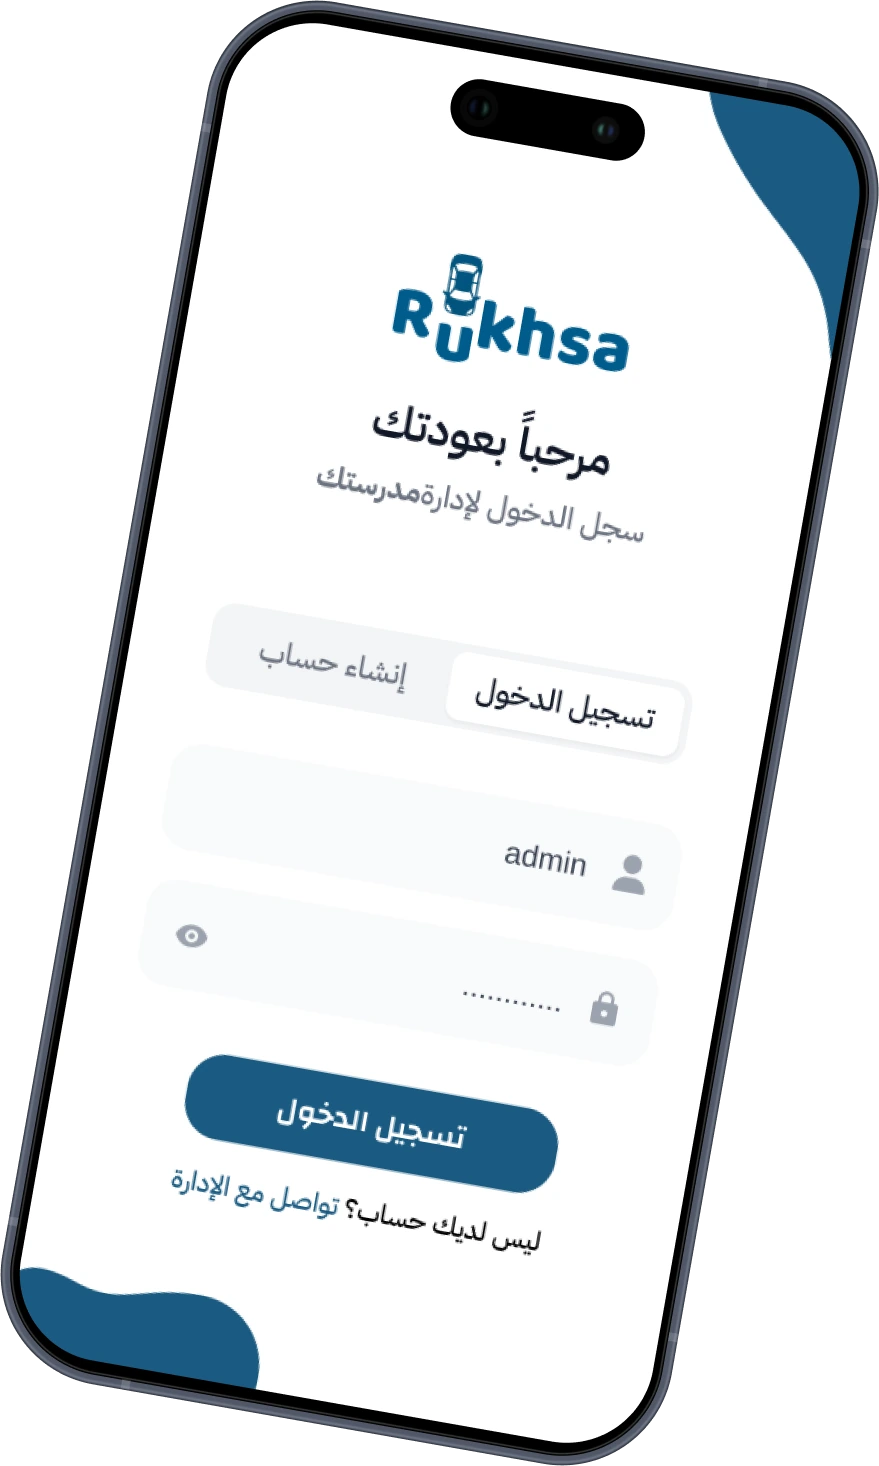 Rukhsa
مرحباً بعودتك
سجل الدخول لإدارةمدرستك
تسجيل الدخول إنشاء حساب
admin
............
تسجيل الدخول
ليس لديك حساب؟ تواصل مع الإدارة